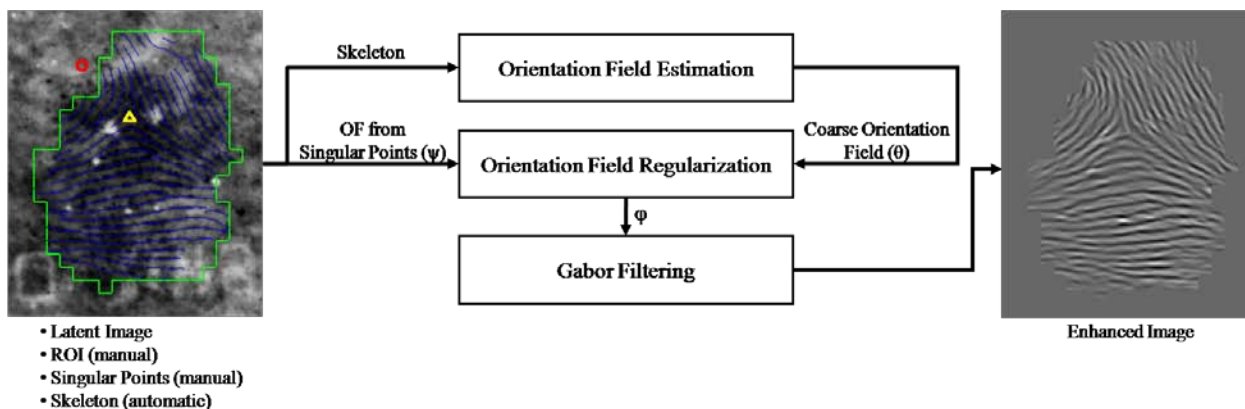 Skeleton
Orientation Field Estimation
OF from
Singular Points (ψ)
Coarse Orientation
Field (θ)
Orientation Field Regularization
φ
Gabor Filtering
• Latent Image
• ROI (manual)
• Singular Points (manual)
• Skeleton (automatic)
Enhanced Image